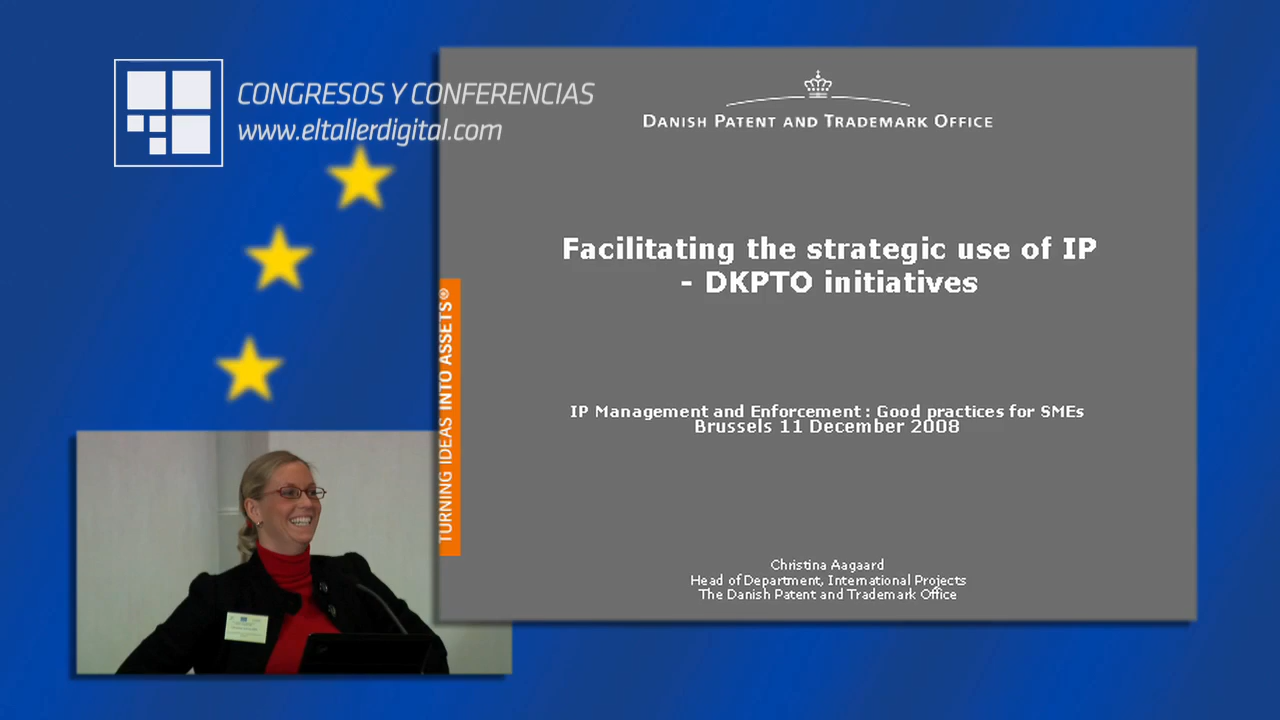 CONGRESOS Y CONFERENCIAS
www.eltallerdigital.com
DANISH PATENT AND TRADEMARK OFFICE
Facilitating the strategic use of IP
- DKPTO initiatives
TURNING IDEAS INTO ASSETS®
IP Management and Enforcement : Good practices for SMEs
Brussels 11 December 2008
Christina Aagaard
Head of Department, International Projects
The Danish Patent and Trademark Office